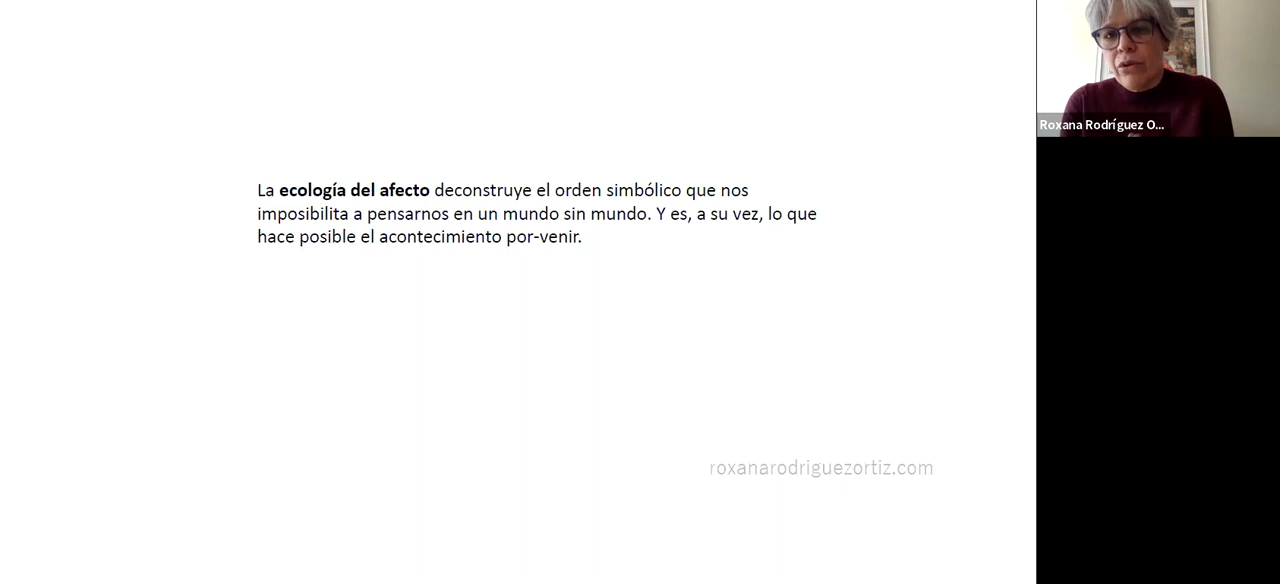 La ecología del afecto deconstruye el orden simbólico que nos
imposibilita a pensarnos en un mundo sin mundo. Y es, a su vez, lo que
hace posible el acontecimiento por-venir.
roxanarodriguezortiz.com
Roxana Rodríguez O...